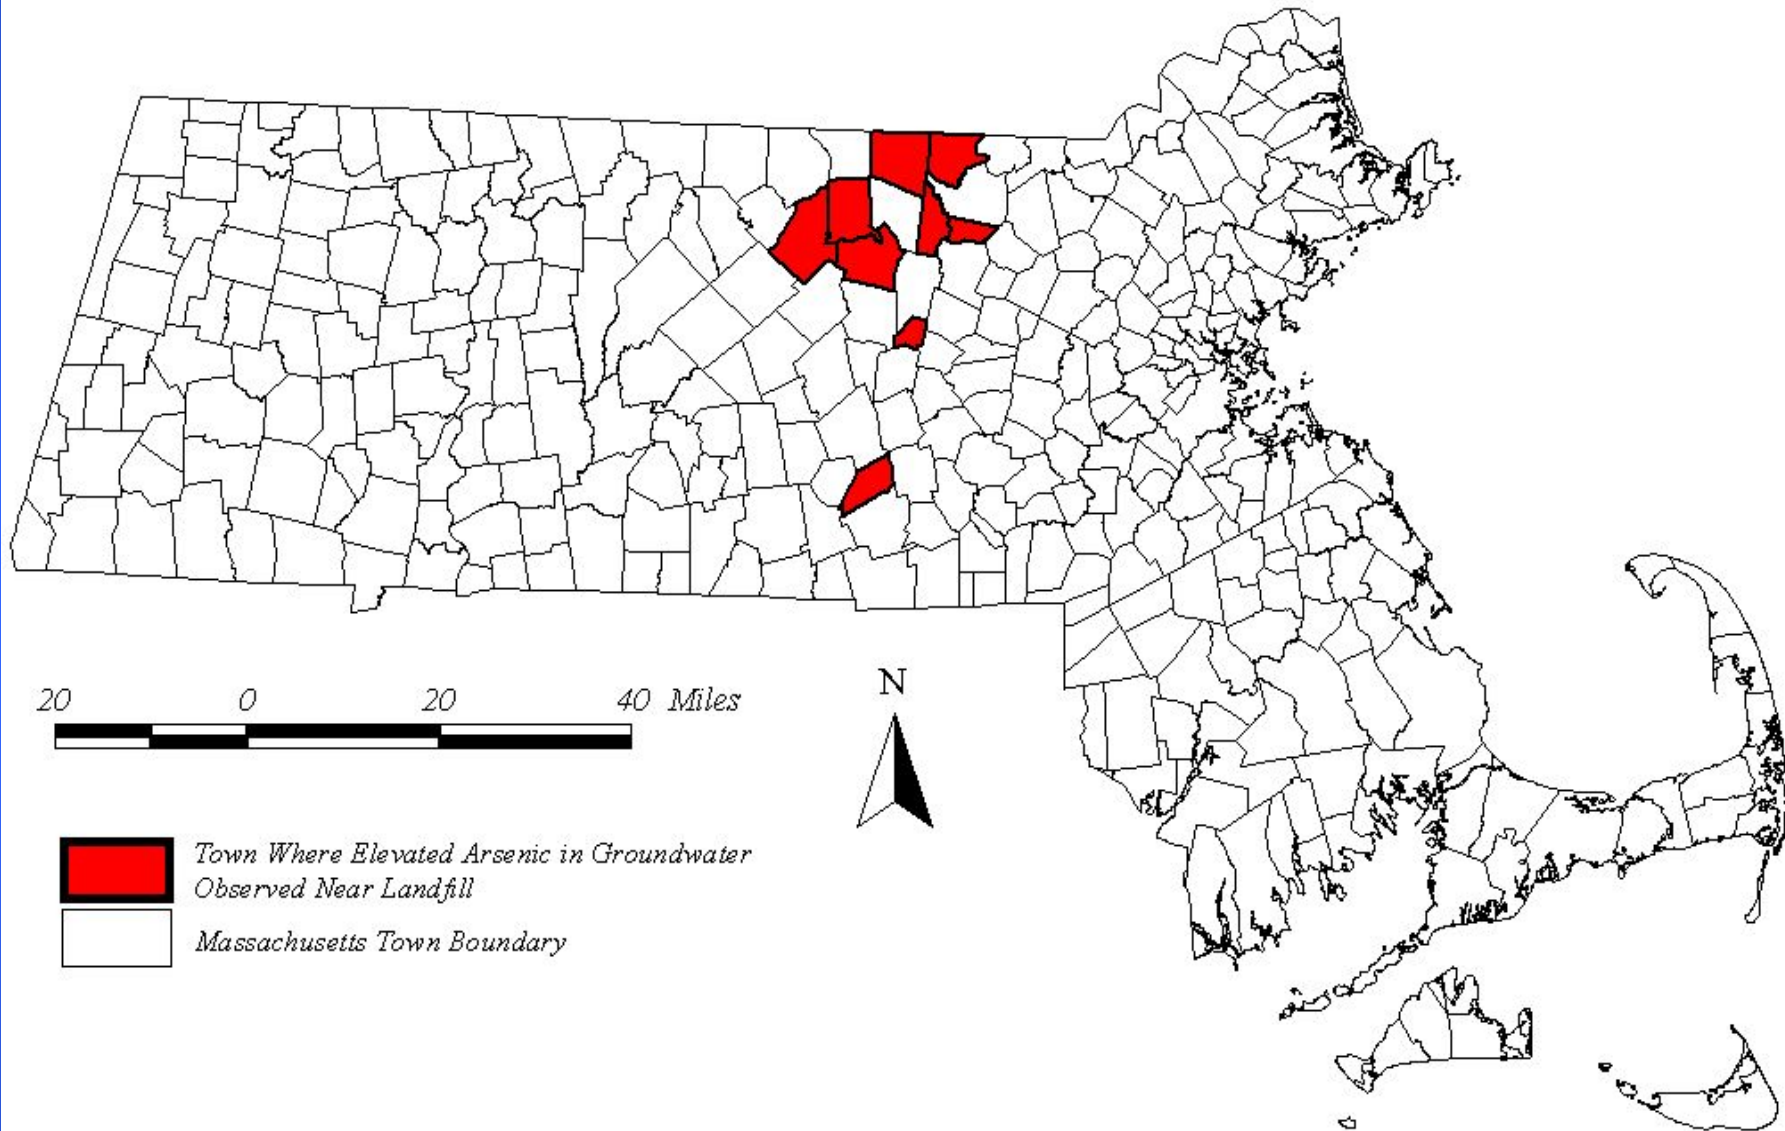 20 0 20 40 Miles
N
Town Where Elevated Arsenic in Groundwater
Observed Near Landfill
Massachusetts Town Boundary